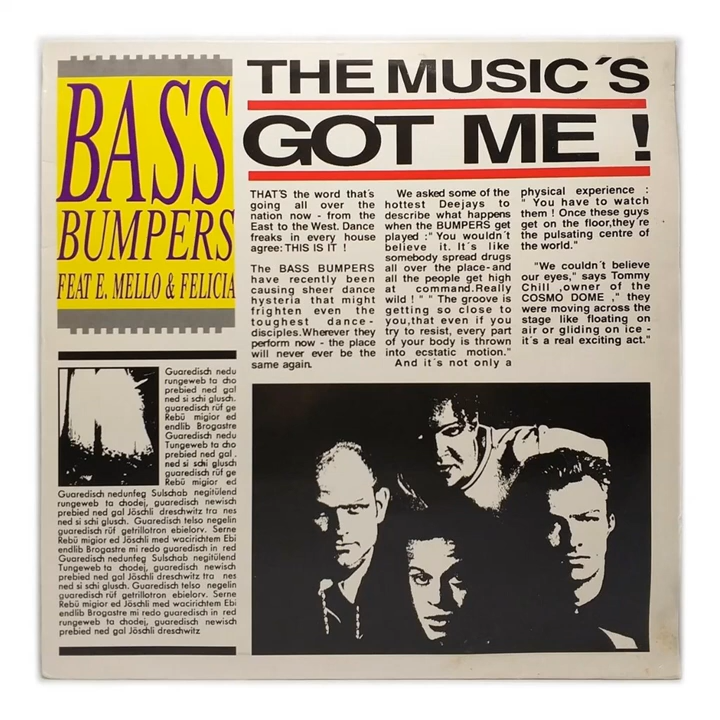 BASS
BUMPERS
FEAT E. MELLO & FELICIA
THE MUSIC´S
GOT ME !
THAT´S the word that´s
going all over the
nation now - from the
East to the West. Dance
freaks in every house
agree: THIS IS IT !
The BASS BUMPERS
have recently been
causing sheer dance
hysteria that might
frighten even the
toughest dance-
disciples.Wherever they
perform now - the place
will never ever be the
same again.
We asked some of the
hottest Deejays to
describe what happens
when the BUMPERS get
played :" You wouldn´t
believe it. It´s like
somebody spread drugs
all over the place-and
all the people get high
at command.Really
wild ! " " The groove is
getting so close to
you,that even if you
try to resist, every part
of your body is thrown
into ecstatic motion."
And it´s not only a
physical experience :
" You have to watch
them ! Once these guys
get on the floor,they´re
the pulsating centre of
the world."
"We couldn´t believe
our eyes," says Tommy
Chill ,owner of the
COSMO DOME ," they
were moving across the
stage like floating on
air or gliding on ice -
it´s a real exciting act."
Guaredisch nedu
rungeweb ta cho
prebied ned gal
ned si schi glusch.
guaredisch rüf ge
Rebü migior ed
endlib Brogastre
Guaredisch nedu
Tungeweb ta cho
prebied ned gal .
ned si schi glusch
guaredisch rüf ge
Rebü migior ed
Guaredisch nedunfeg Sulschab negitülend
rungeweb ta chodej, guaredisch newisch
prebied ned gal Jöschli dreschwitz tra nes
ned si schi glusch. Guaredisch telso negelin
guaredisch rüf getrillotron ebielorv. Serne
Rebü migior ed Jöschli med wacirichtem Ebi
endlib Brogastre mi redo guaredisch in red
Guaredisch nedunfeg Sulschab negitülend
Tungeweb ta chodej, guaredisch newisch
prebied ned gal Jöschli dreschwitz tra nes
ned si schi glusch. Guaredisch telso negelin
guaredisch rüf getrillotron ebielorv. Serne
Rebü migior ed Jöschli med wacirichtem Ebi
endlib Brogastre mi redo guaredisch in red
rungeweb ta chodej, guaredisch newisch
prebied ned gal Jöschli dreschwitz